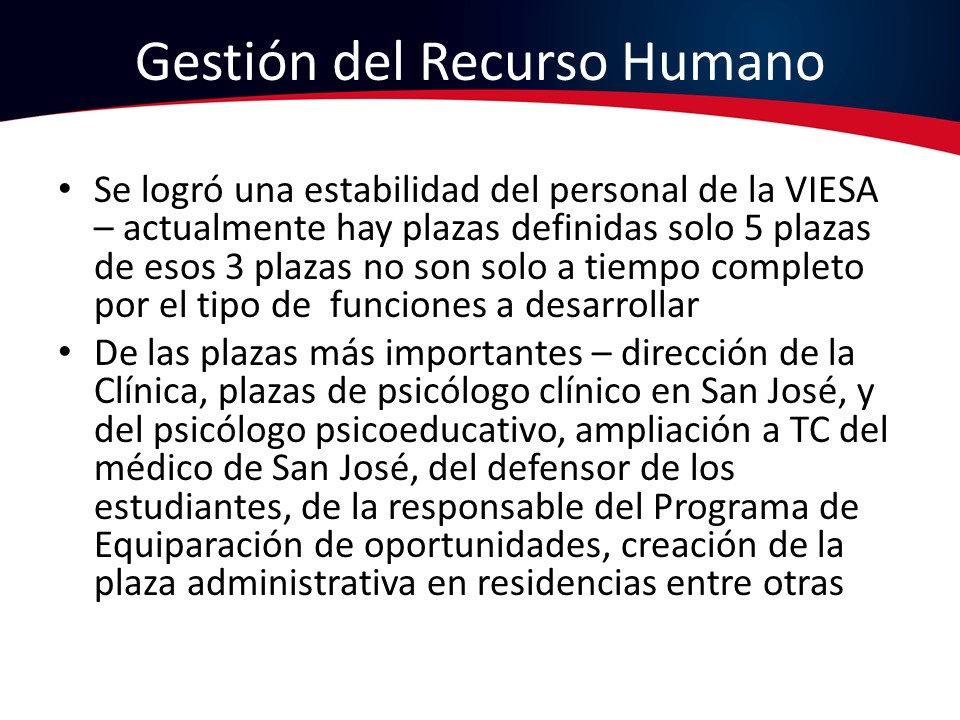 Gestión del Recurso Humano
• Se logró una estabilidad del personal de la VIESA
– actualmente hay plazas definidas solo 5 plazas
de esos 3 plazas no son solo a tiempo completo
por el tipo de  funciones a desarrollar
• De las plazas más importantes – dirección de la
Clínica, plazas de psicólogo clínico en San José, y
del psicólogo psicoeducativo, ampliación a TC del
médico de San José, del defensor de los
estudiantes, de la responsable del Programa de
Equiparación de oportunidades, creación de la
plaza administrativa en residencias entre otras